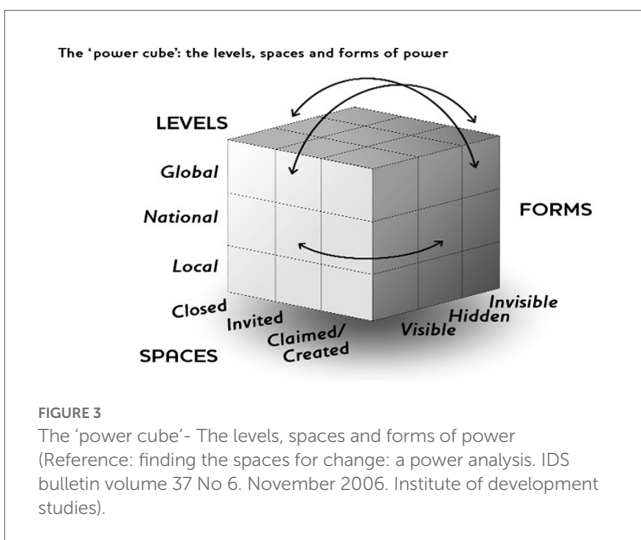 The ‘power cube’: the levels, spaces and forms of power
LEVELS
Global
National
Local
FORMS
Closed
Invited
Claimed/
Created
SPACES
Visible
Hidden
Invisible
FIGURE 3
The ‘power cube’- The levels, spaces and forms of power
(Reference: finding the spaces for change: a power analysis. IDS
bulletin volume 37 No 6. November 2006. Institute of development
studies).